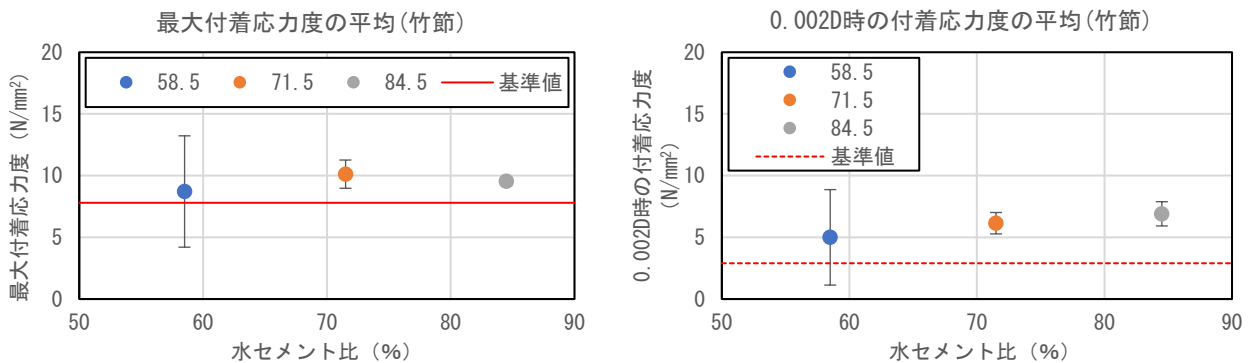 最大付着応力度の平均(竹節)
最大付着応力度 (N/mm²)
20
15
10
5
0
58.5 71.5 84.5 基準値
50 60 70 80 90
水セメント比 (%)
0.002D時の付着応力度の平均(竹節)
0.002D時の付着応力度
(N/mm²)
20
15
10
5
0
58.5
71.5
84.5
基準値
50 60 70 80 90
水セメント比 (%)